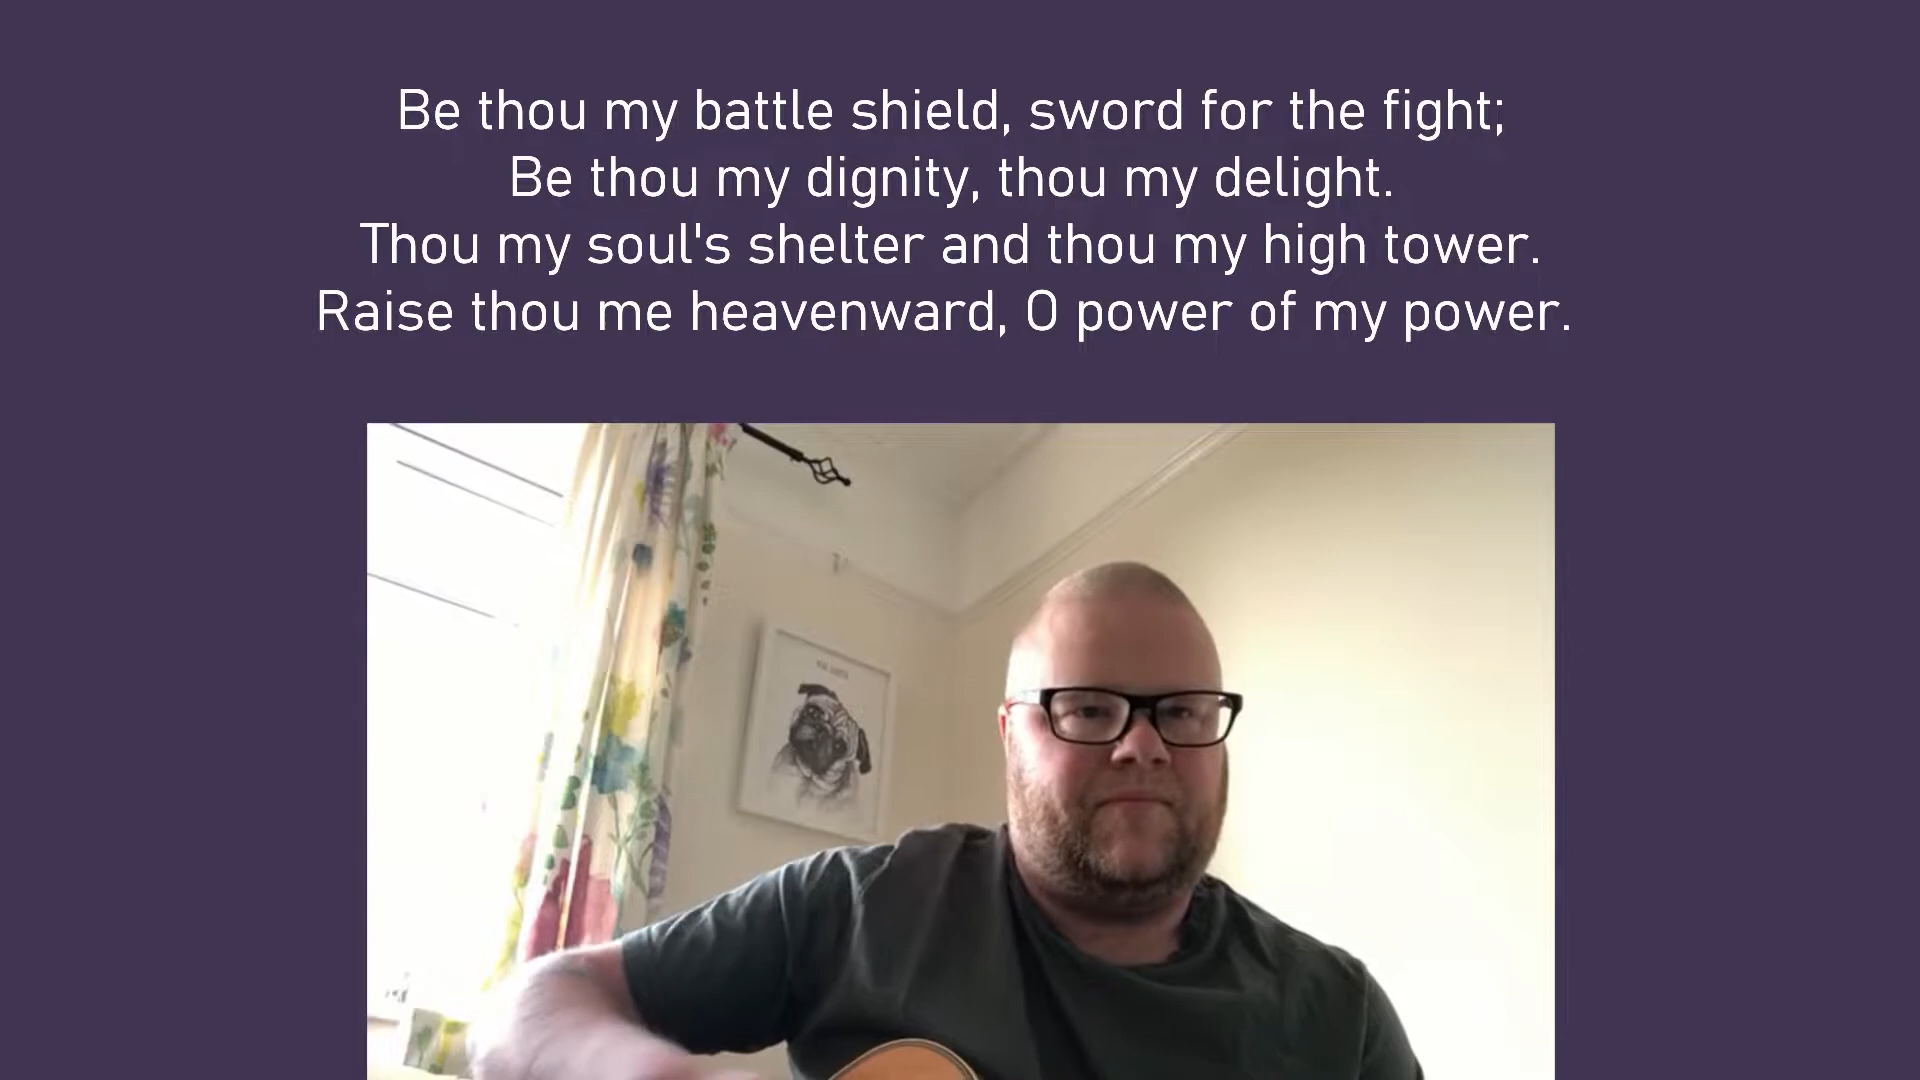 Be thou my battle shield, sword for the fight;
Be thou my dignity, thou my delight.
Thou my soul's shelter and thou my high tower.
Raise thou me heavenward, O power of my power.